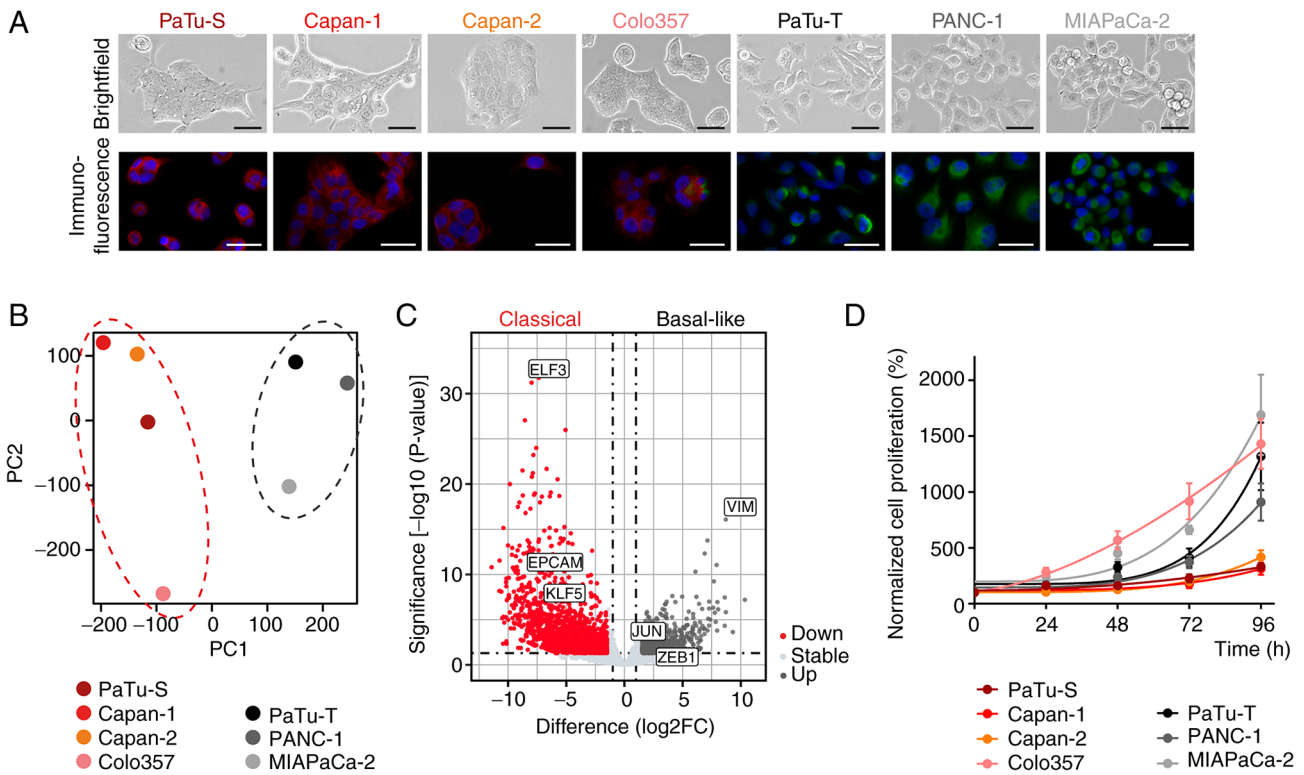 A
PaTu-S
Capan-1
Capan-2
Colo357
PaTu-T
PANC-1
MIAPaCa-2
Brightfield
Immuno-
fluorescence
B
PC2
100
0
−100
−200
−200
−100
0
100
200
PC1
PaTu-S
Capan-1
Capan-2
Colo357
PaTu-T
PANC-1
MIAPaCa-2
C
Classical
Basal-like
Significance [−log10 (P-value)]
30
20
10
0
ELF3
VIM
EPCAM
KLF5
JUN
ZEB1
−10
−5
0
5
10
Difference (log2FC)
Down
Stable
Up
D
Normalized cell proliferation (%)
2000
1500
1000
500
0
0
24
48
72
96
Time (h)
PaTu-S
Capan-1
Capan-2
Colo357
PaTu-T
PANC-1
MIAPaCa-2